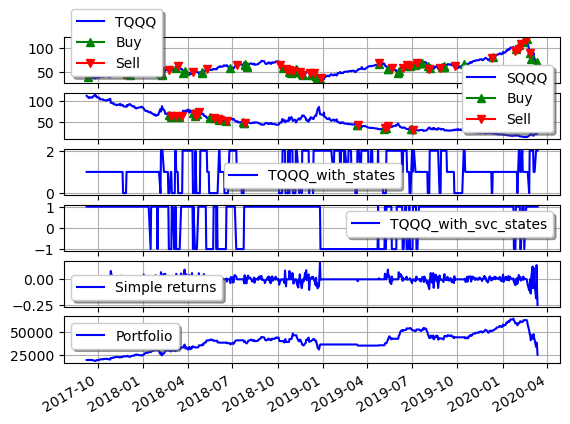 TQQQ
Buy
Sell
100
50
SQQQ
Buy
Sell
100
50
2
0
TQQQ_with_states
1
0
−1
TQQQ_with_svc_states
0.00
−0.25
Simple returns
50000
25000
Portfolio
2017-10 2018-01 2018-04 2018-07 2018-10 2019-01 2019-04 2019-07 2019-10 2020-01 2020-04